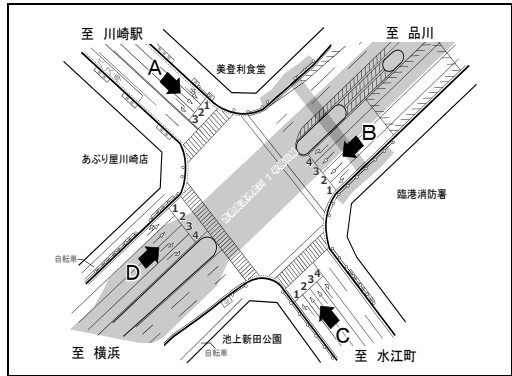 至 川崎駅
至 品川
美登利食堂
A
1
2
3
B
4
3
2
1
あぶり屋川崎店
臨港消防署
1
2
3
4
自転車
D
1
2
3
4
C
至 横浜
池上新田公園
自転車
至 水江町